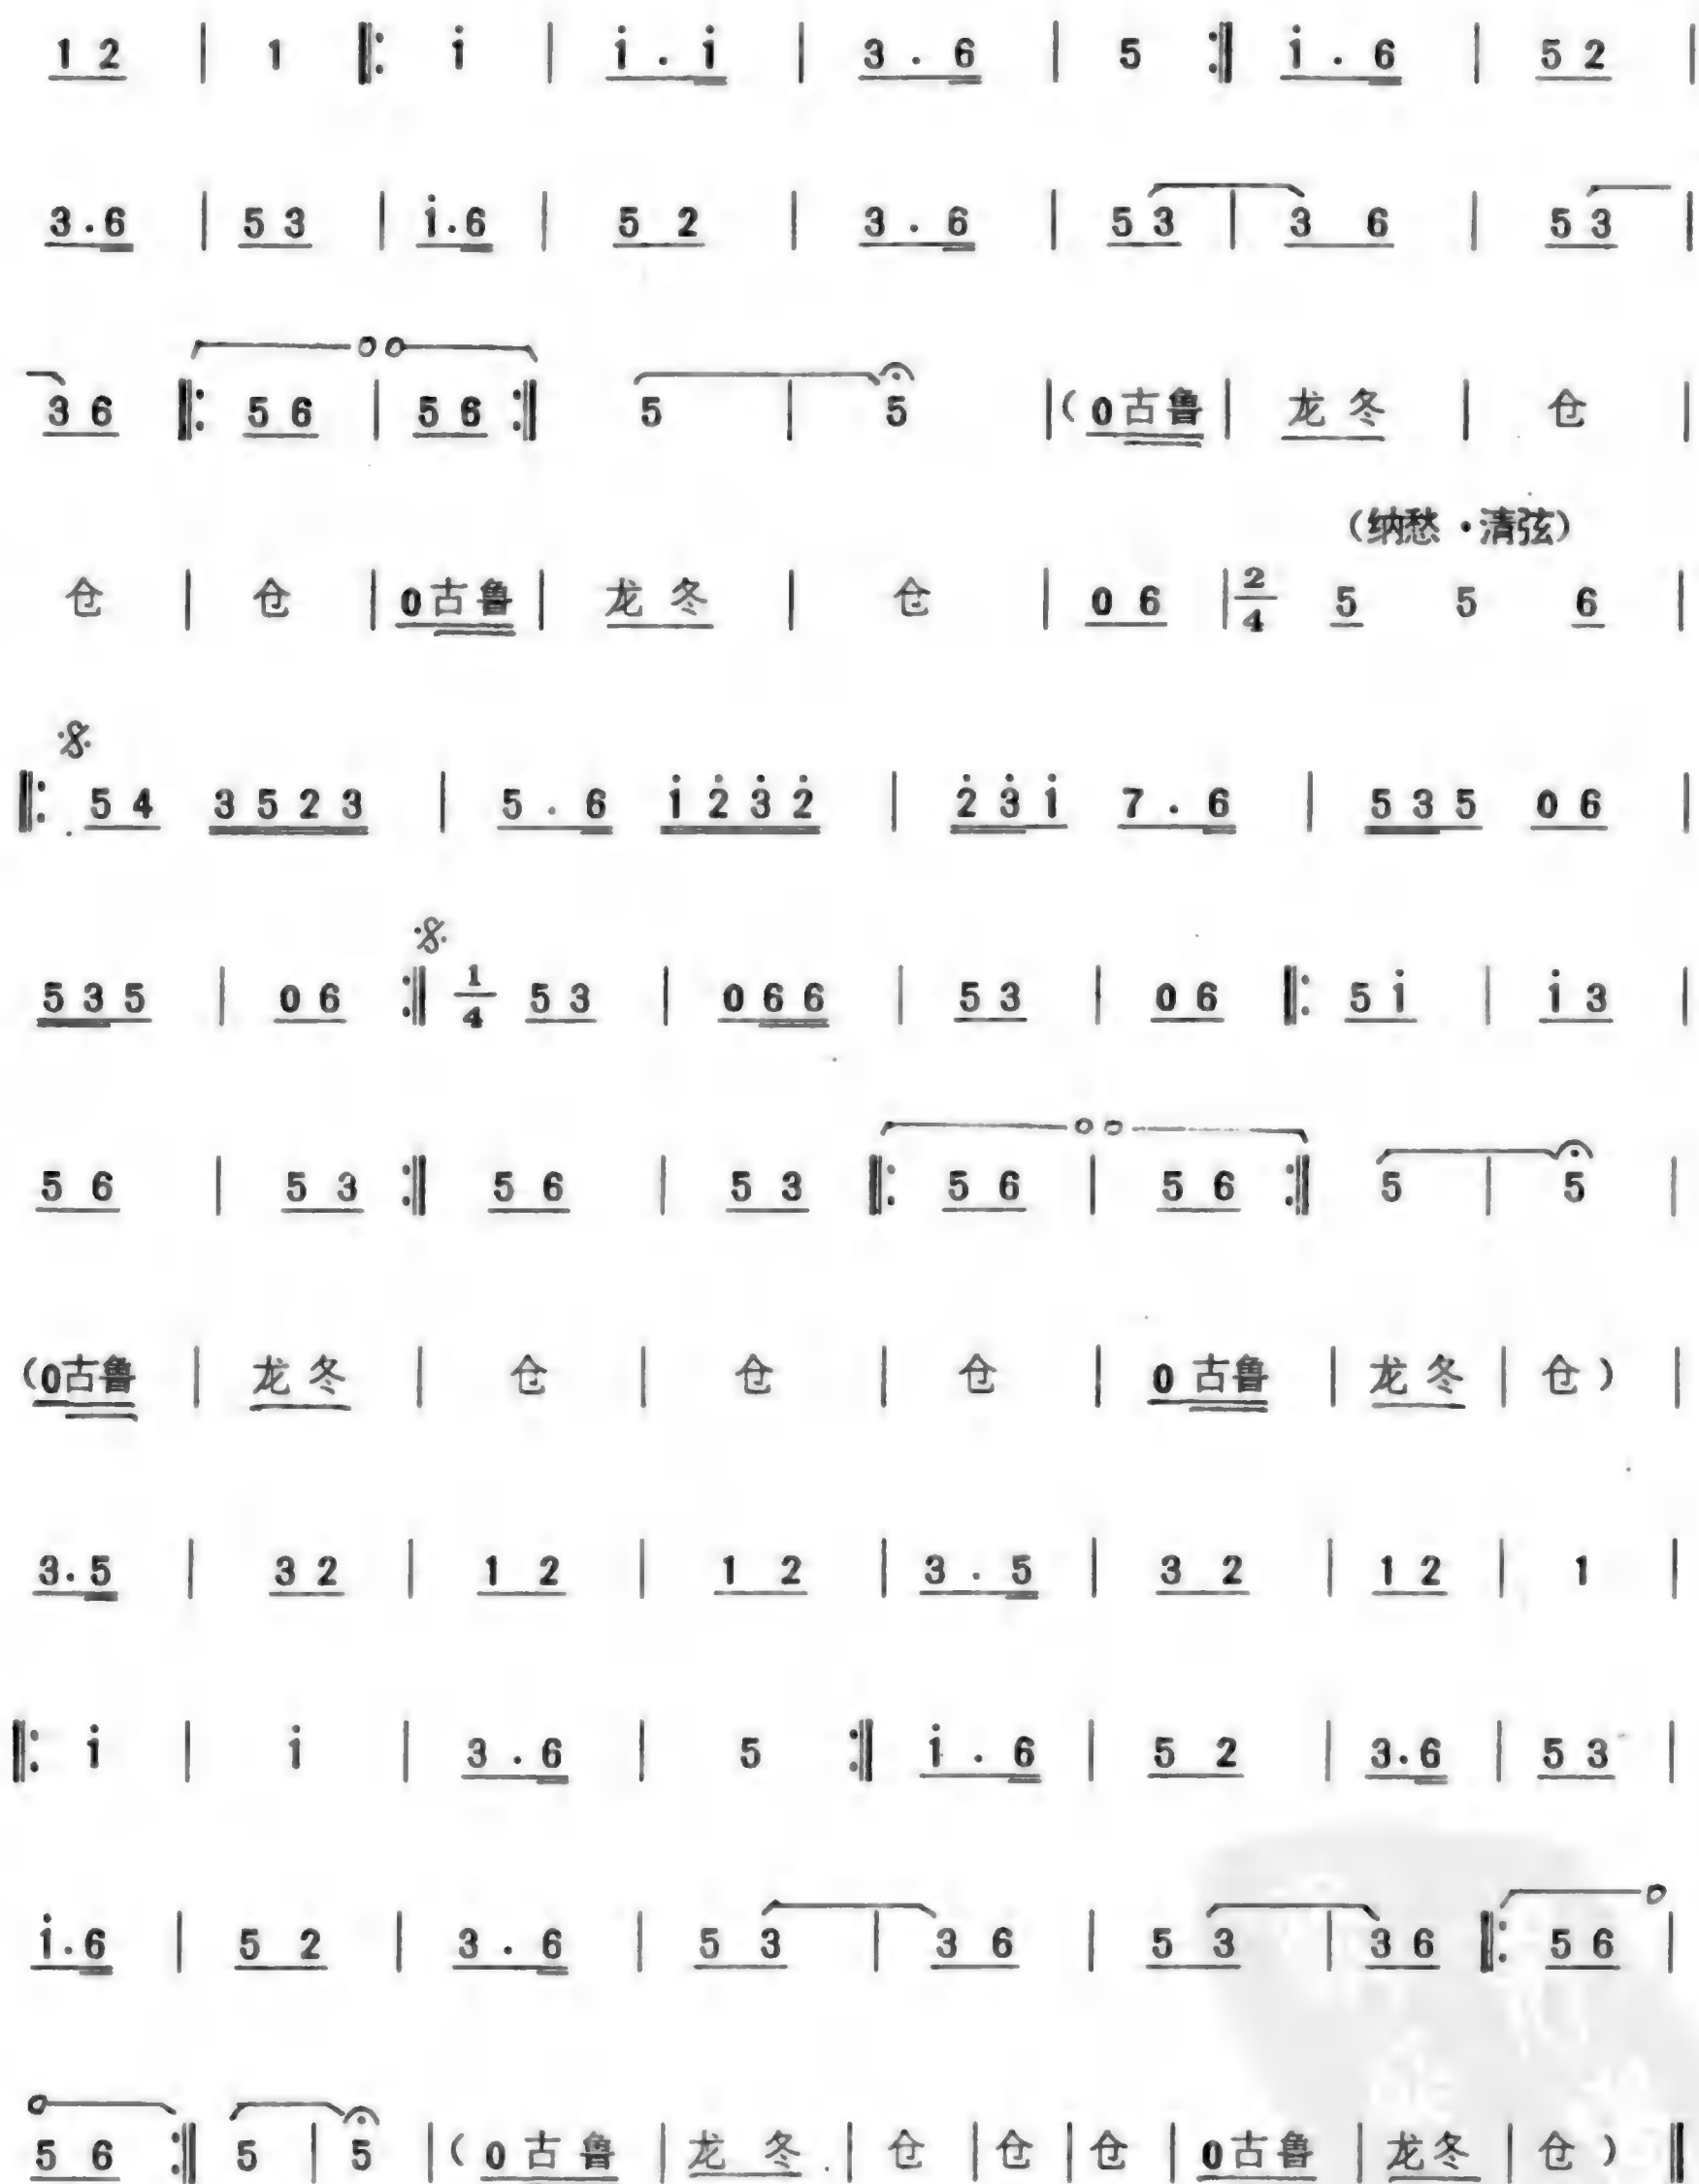 1 2 | 1 ‖: i | i . i | 3 . 6 | 5 :‖ i . 6 | 5 2 |
3 . 6 | 5 3 | i . 6 | 5 2 | 3 . 6 | 5 3 | 3 6 | 5 3 |
3 6 ‖: 5 6 | 5 6 :‖ 5 | 5 |（0 古鲁 | 龙 冬 | 仓 |
（纳愁·清弦）
仓 | 仓 | 0 古鲁 | 龙 冬 | 仓 | 0 6 | 2/4 5 5 6 |
‖: 5 4 3 5 2 3 | 5 . 6 i 2̇ 3̇ 2̇ | 2̇ 3̇ i 7 . 6 | 5 3 5 0 6 |
5 3 5 | 0 6 :‖ 1/4 5 3 | 0 6 6 | 5 3 | 0 6 ‖: 5 i | i 3 |
5 6 | 5 3 :‖ 5 6 | 5 3 ‖: 5 6 | 5 6 :‖ 5 | 5 |
（0 古鲁 | 龙 冬 | 仓 | 仓 | 仓 | 0 古鲁 | 龙 冬 | 仓）|
3 . 5 | 3 2 | 1 2 | 1 2 | 3 . 5 | 3 2 | 1 2 | 1 |
‖: i | i | 3 . 6 | 5 :‖ i . 6 | 5 2 | 3 . 6 | 5 3 |
i . 6 | 5 2 | 3 . 6 | 5 3 | 3 6 | 5 3 | 3 6 ‖: 5 6 |
5 6 :‖ 5 | 5 |（0 古 鲁 | 龙 冬 | 仓 | 仓 | 仓 | 0 古鲁 | 龙冬 | 仓）‖